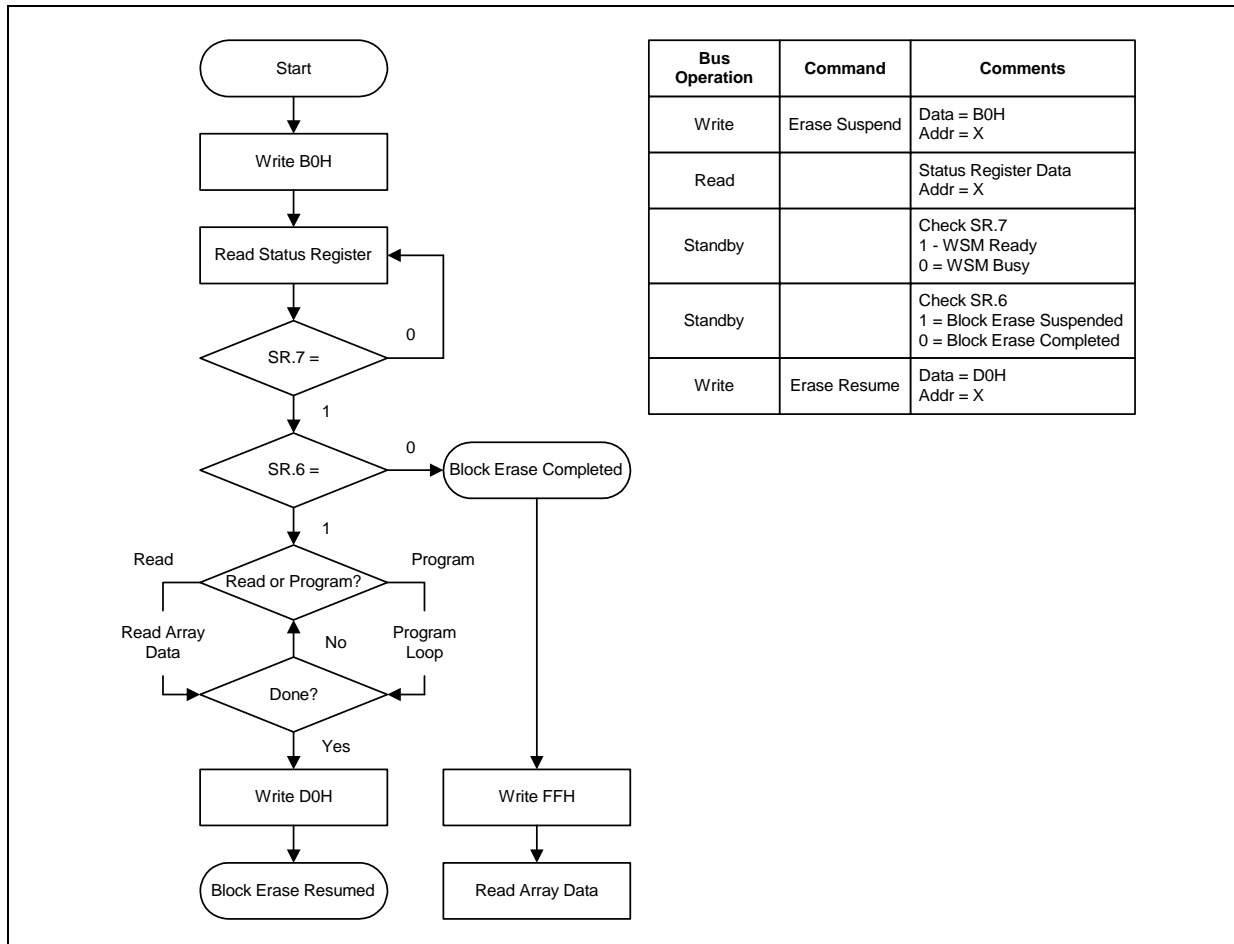 Start
Write B0H
Read Status Register
0
SR.7 =
1
0
SR.6 =
Block Erase Completed
1
Read
Program
Read or Program?
Read Array
Data
No
Program
Loop
Done?
Yes
Write D0H
Write FFH
Block Erase Resumed
Read Array Data
Bus
Operation
Command
Comments
Write
Erase Suspend
Data = B0H
Addr = X
Read
Status Register Data
Addr = X
Standby
Check SR.7
1 - WSM Ready
0 = WSM Busy
Standby
Check SR.6
1 = Block Erase Suspended
0 = Block Erase Completed
Write
Erase Resume
Data = D0H
Addr = X